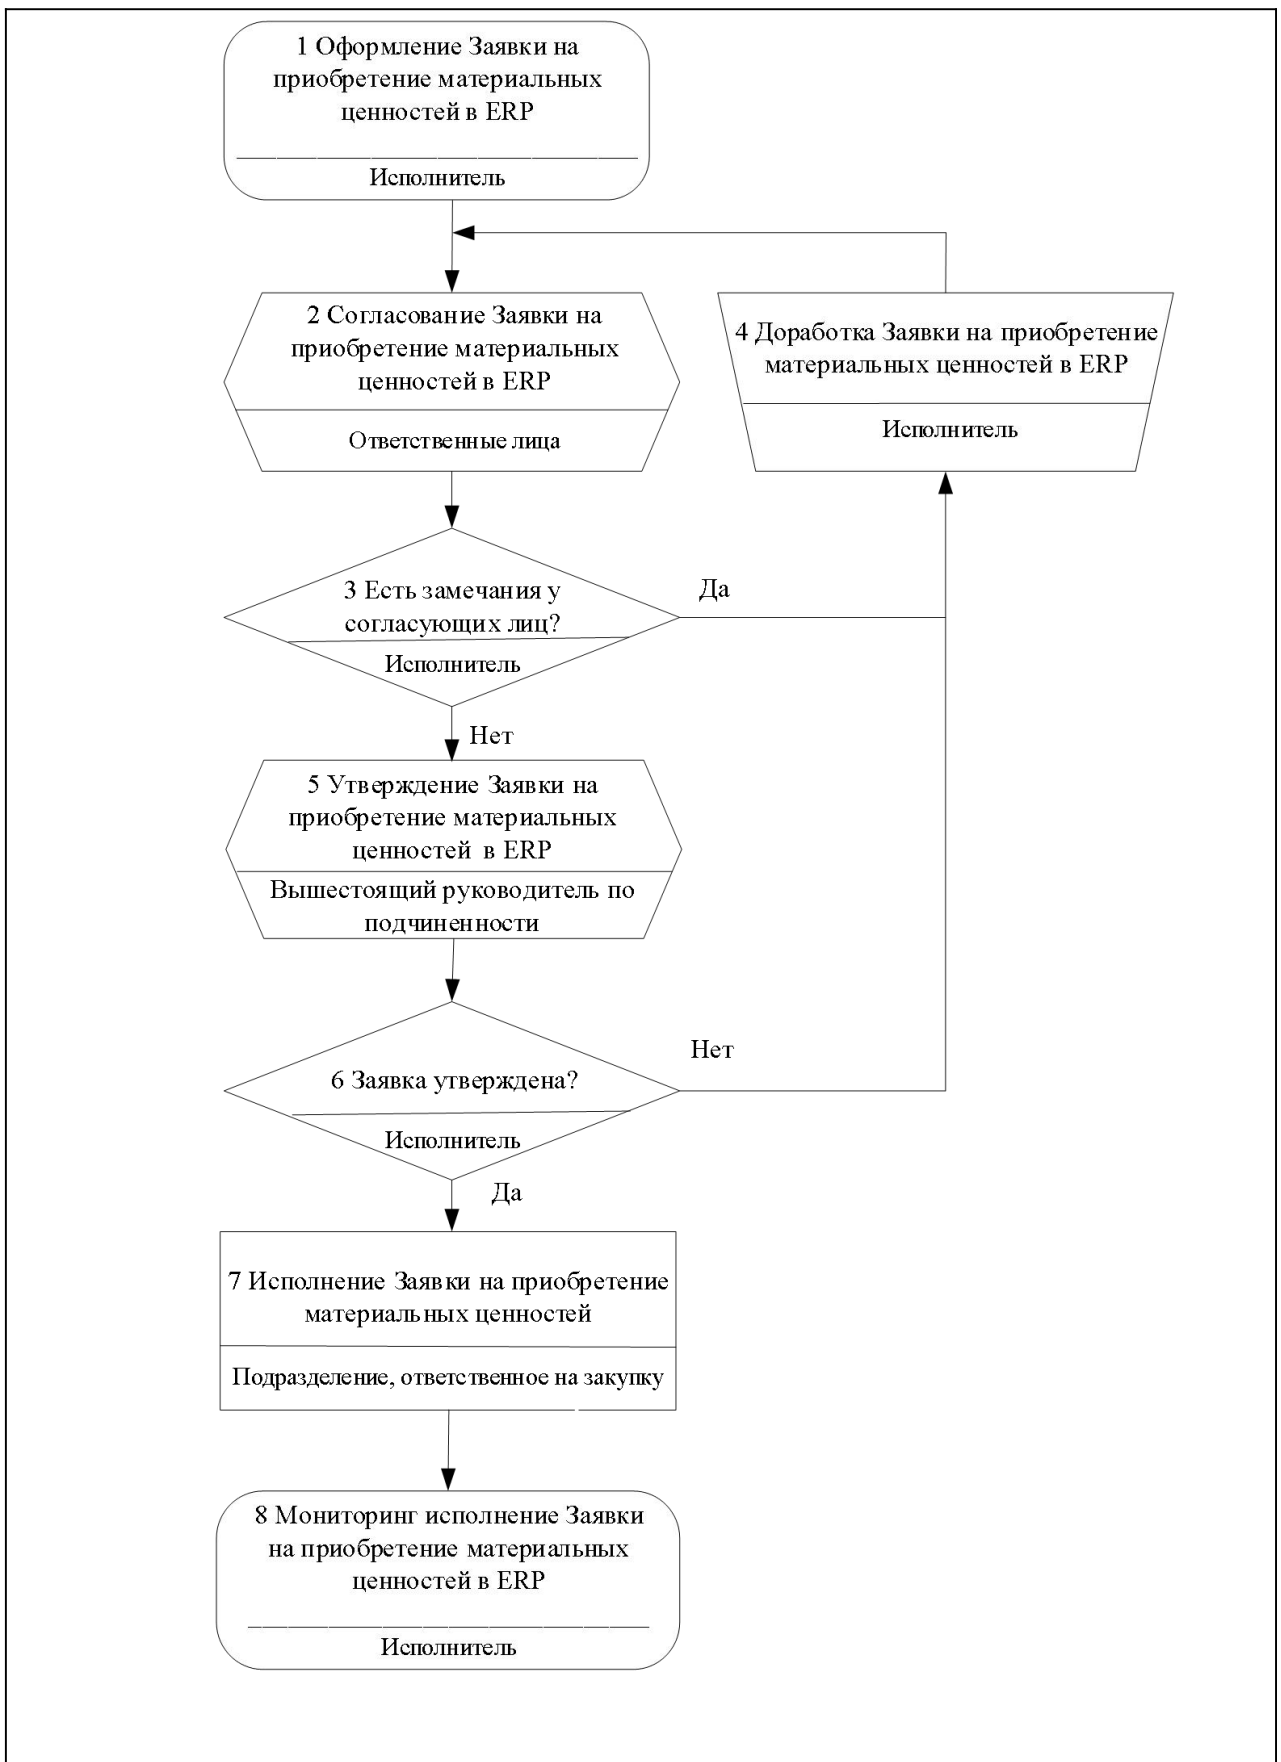 1 Оформление Заявки на
приобретение материальных
ценностей в ERP
Исполнитель
2 Согласование Заявки на
приобретение материальных
ценностей в ERP
Ответственные лица
4 Доработка Заявки на приобретение
материальных ценностей в ERP
Исполнитель
3 Есть замечания у
согласующих лиц?
Исполнитель
Да
Нет
5 Утверждение Заявки на
приобретение материальных
ценностей в ERP
Вышестоящий руководитель по
подчиненности
6 Заявка утверждена?
Исполнитель
Нет
Да
7 Исполнение Заявки на приобретение
материальных ценностей
Подразделение, ответственное на закупку
8 Мониторинг исполнение Заявки
на приобретение материальных
ценностей в ERP
Исполнитель